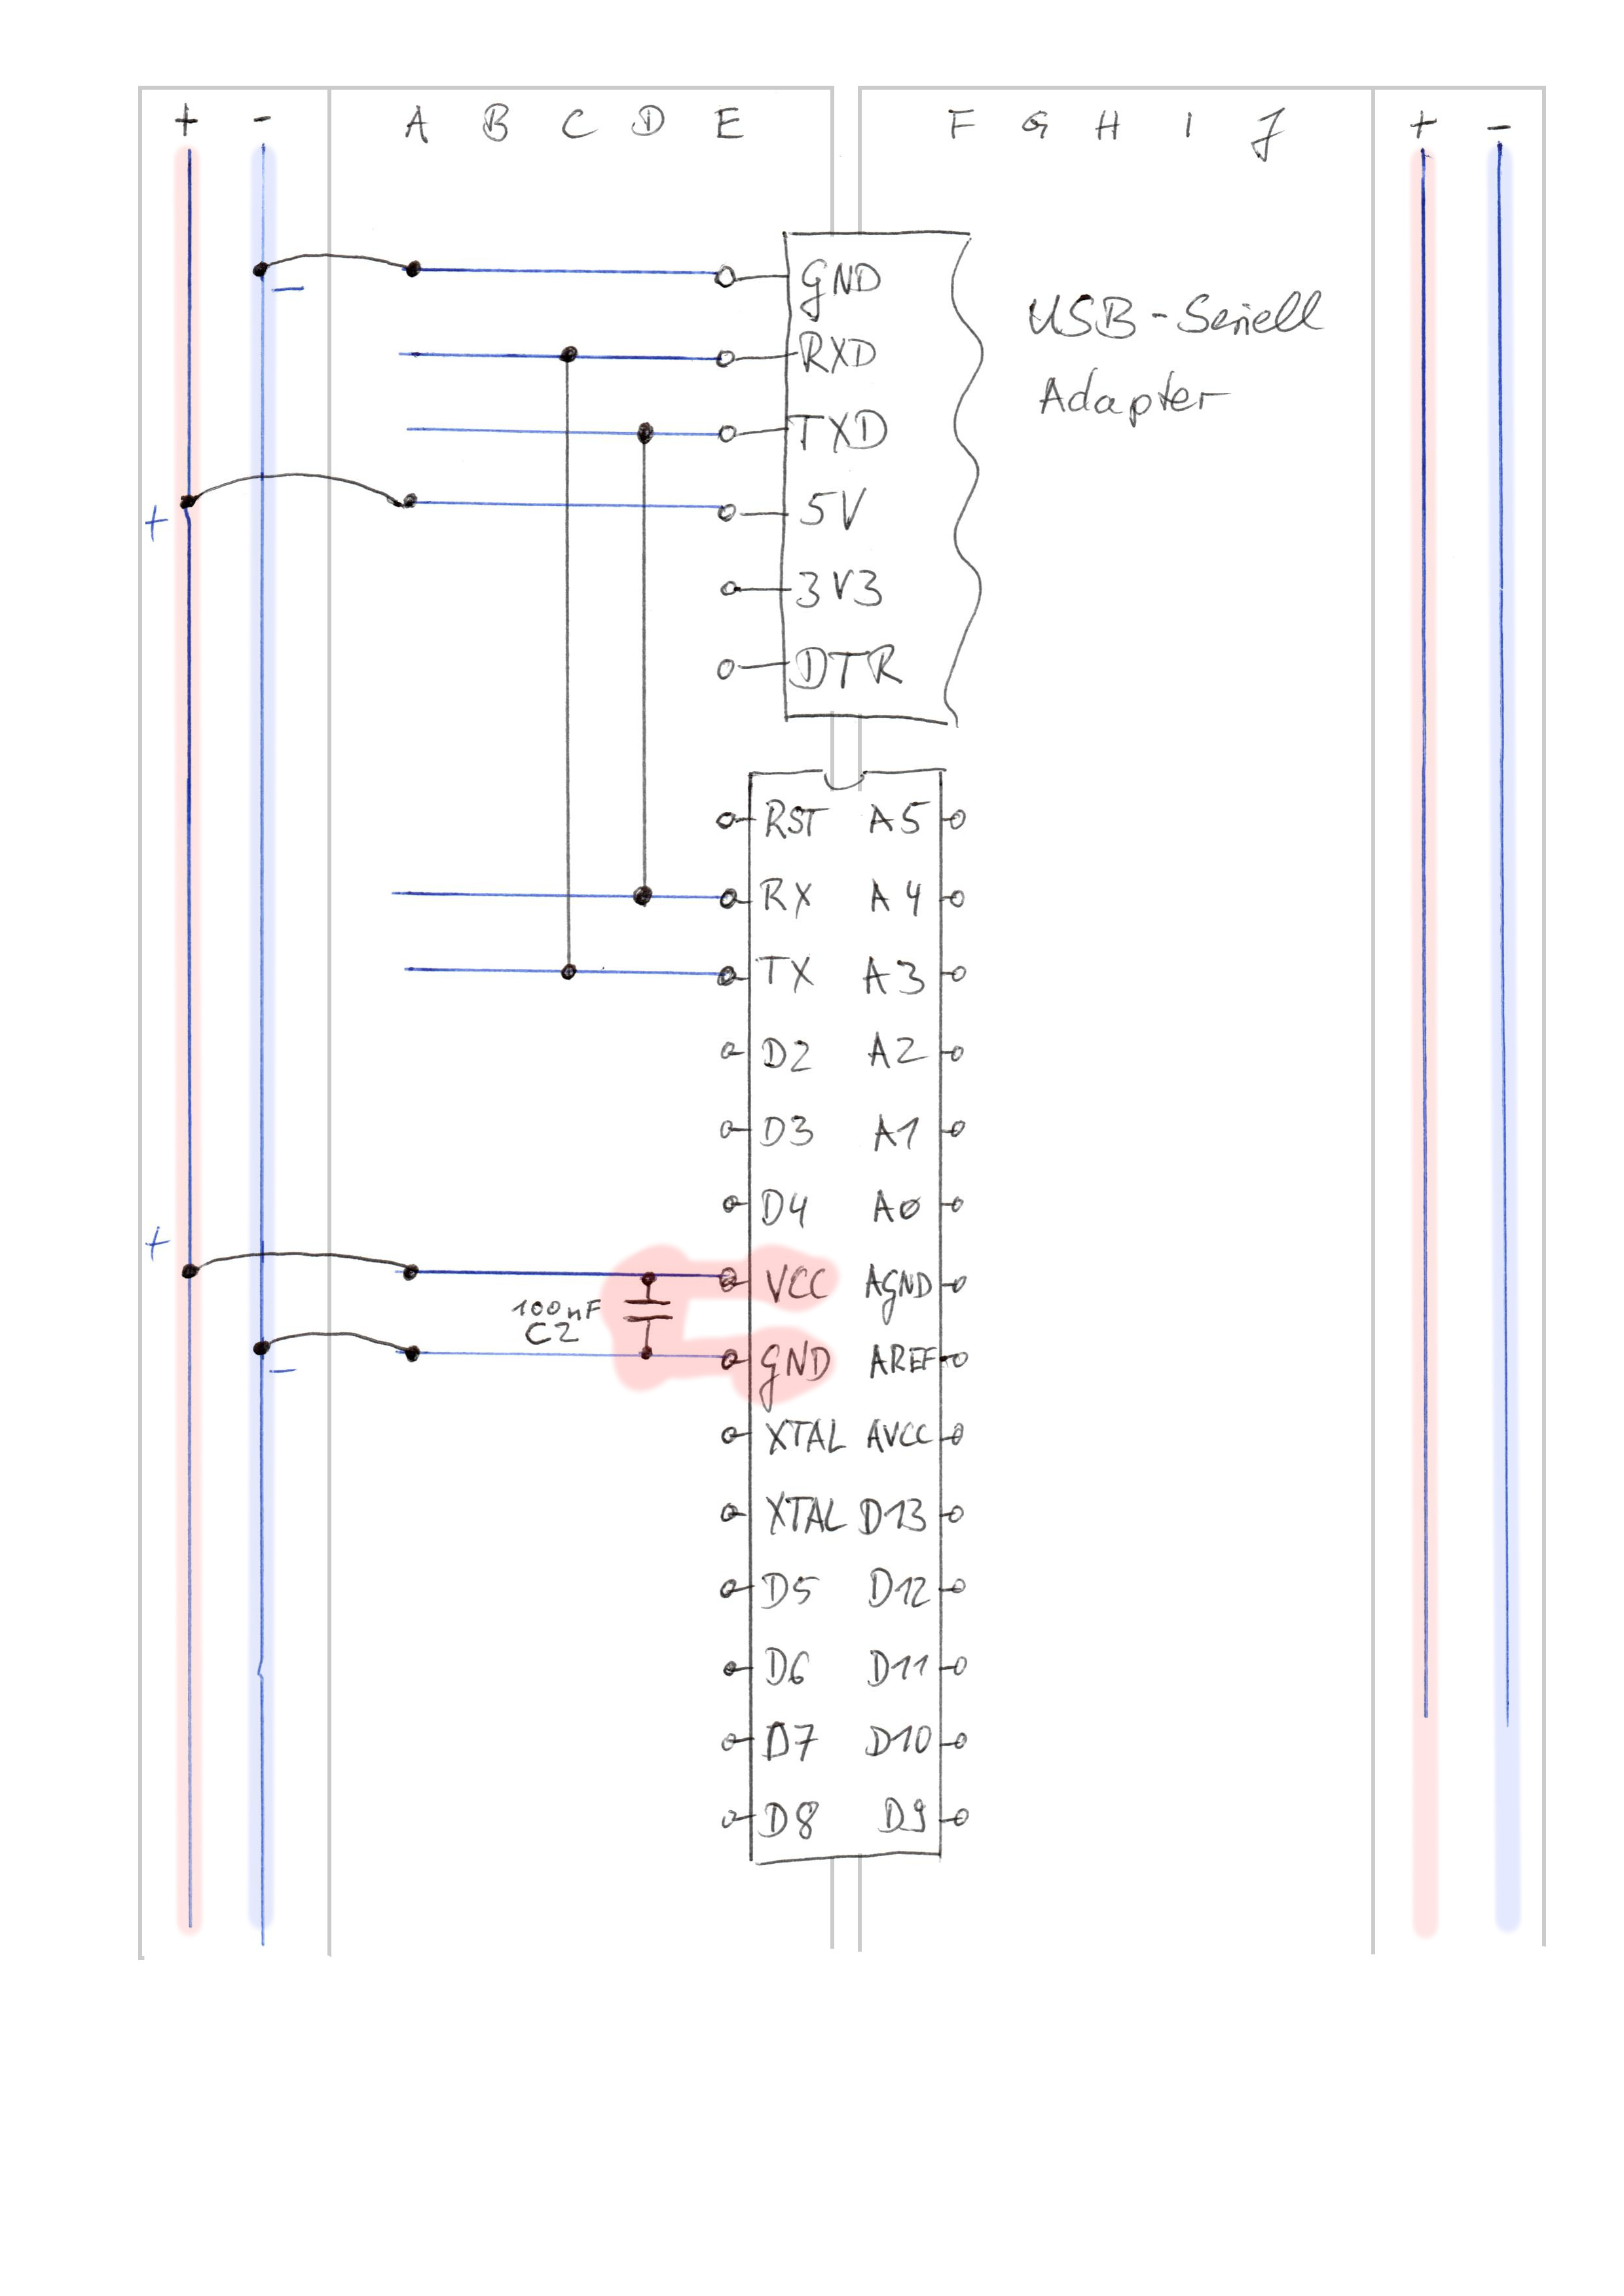 + - A B C D E F G H I J + -
GND
RXD
TXD
5V
3V3
DTR
USB-Seriell
Adapter
-
+
RST A5
RX A4
TX A3
D2 A2
D3 A1
D4 A0
+
VCC AGND
100nF
C2
GND AREF
-
XTAL AVCC
XTAL D13
D5 D12
D6 D11
D7 D10
D8 D9